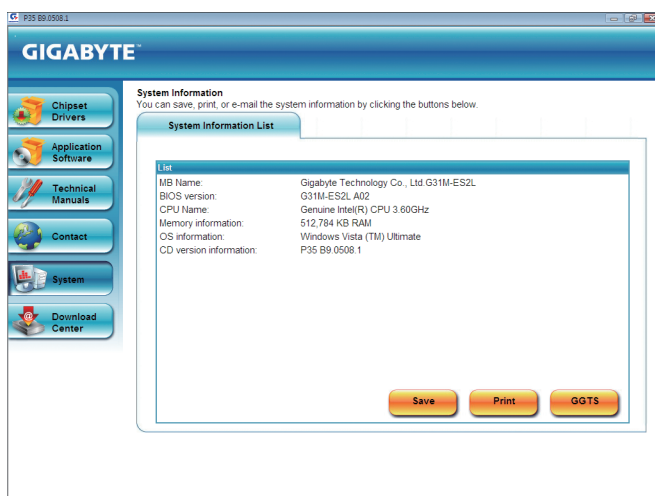 P35 B9.0508.1
GIGABYTE™
System Information
You can save, print, or e-mail the system information by clicking the buttons below.
System Information List
Chipset
Drivers
Application
Software
Technical
Manuals
Contact
System
Download
Center
List
MB Name: Gigabyte Technology Co., Ltd.G31M-ES2L
BIOS version: G31M-ES2L A02
CPU Name: Genuine Intel(R) CPU 3.60GHz
Memory information: 512,784 KB RAM
OS information: Windows Vista (TM) Ultimate
CD version information: P35 B9.0508.1
Save
Print
GGTS